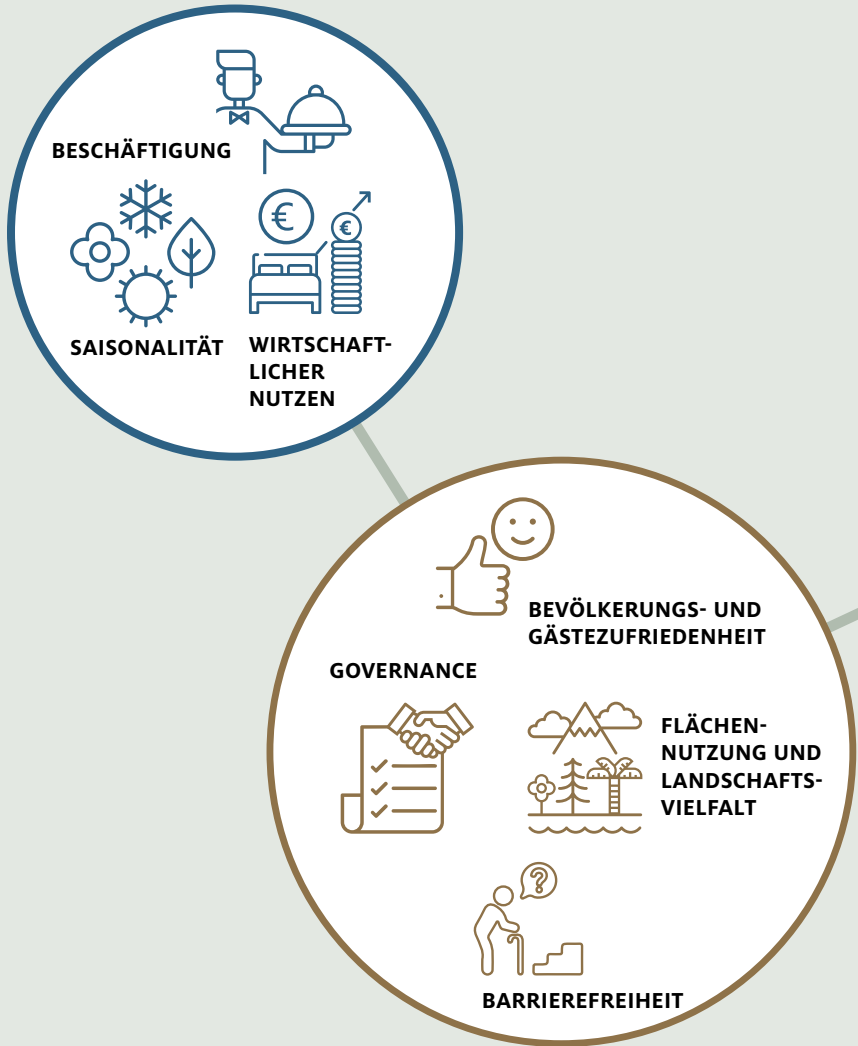 BESCHÄFTIGUNG
€
€
SAISONALITÄT
WIRTSCHAFT-
LICHER
NUTZEN
BEVÖLKERUNGS- UND
GÄSTEZUFRIEDENHEIT
GOVERNANCE
FLÄCHEN-
NUTZUNG UND
LANDSCHAFTS-
VIELFALT
?
BARRIEREFREIHEIT